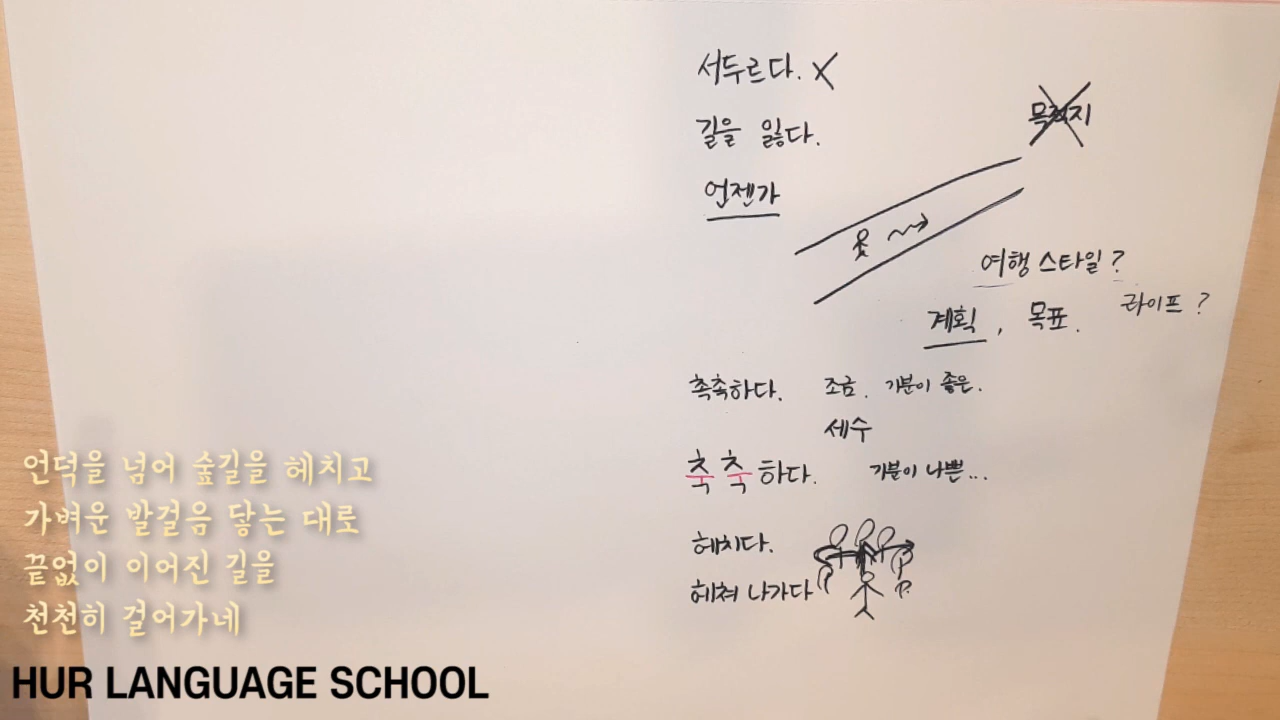 서두르다. X
목적지
길을 잃다.
언젠가
여행 스타일?
라이프?
계획, 목표.
촉촉하다. 조금. 기분이 좋은.
세수
축축하다. 기분이 나쁜...
헤치다.
헤쳐 나가다
언덕을 넘어 숲길을 헤치고
가벼운 발걸음 닿는 대로
끝없이 이어진 길을
천천히 걸어가네
HUR LANGUAGE SCHOOL